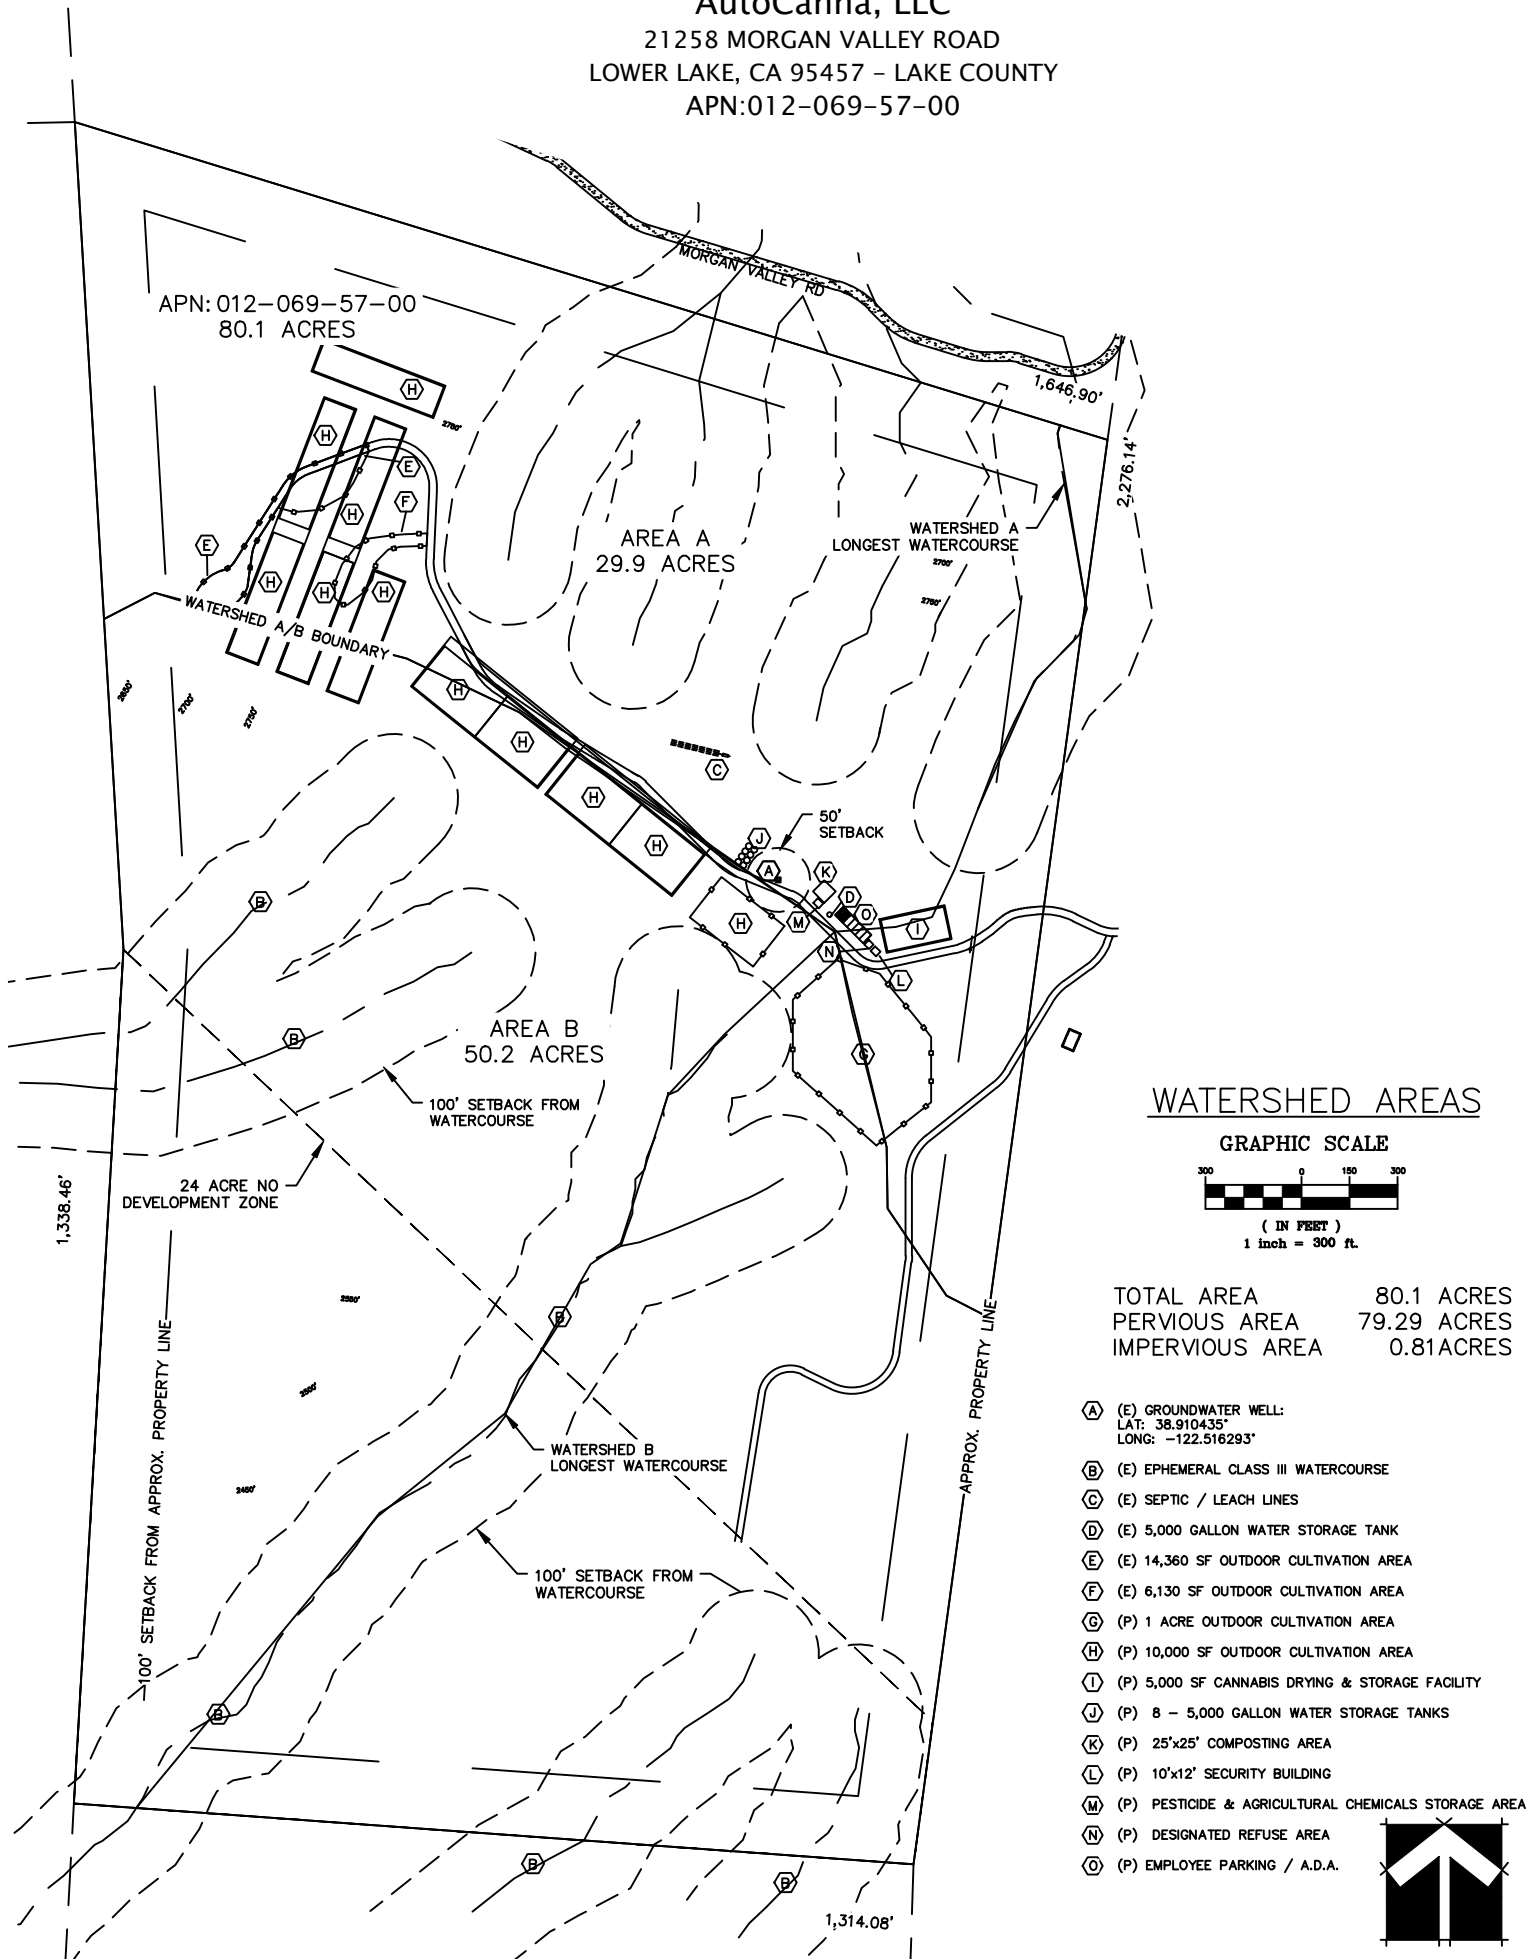 AutoCanna, LLC
21258 MORGAN VALLEY ROAD
LOWER LAKE, CA 95457 – LAKE COUNTY
APN:012-069-57-00
MORGAN VALLEY RD
APN: 012-069-57-00
80.1 ACRES
1,646.90'
2,276.14'
H
2700'
H
E
H
F
E
AREA A
29.9 ACRES
WATERSHED A
LONGEST WATERCOURSE
2700'
2750'
H
H
H
WATERSHED A/B BOUNDARY
2650'
2700'
2750'
H
H
H
H
C
50'
SETBACK
J
A
K
D
O
M
H
N
I
L
G
B
B
AREA B
50.2 ACRES
100' SETBACK FROM
WATERCOURSE
24 ACRE NO
DEVELOPMENT ZONE
1,338.46'
B
100' SETBACK FROM APPROX. PROPERTY LINE
APPROX. PROPERTY LINE
WATERSHED B
LONGEST WATERCOURSE
100' SETBACK FROM
WATERCOURSE
B
B
B
1,314.08'
WATERSHED AREAS
GRAPHIC SCALE
300 0 150 300
( IN FEET )
1 inch = 300 ft.
TOTAL AREA 80.1 ACRES
PERVIOUS AREA 79.29 ACRES
IMPERVIOUS AREA 0.81ACRES
A (E) GROUNDWATER WELL:
LAT: 38.910435°
LONG: -122.516293°
B (E) EPHEMERAL CLASS III WATERCOURSE
C (E) SEPTIC / LEACH LINES
D (E) 5,000 GALLON WATER STORAGE TANK
E (E) 14,360 SF OUTDOOR CULTIVATION AREA
F (E) 6,130 SF OUTDOOR CULTIVATION AREA
G (P) 1 ACRE OUTDOOR CULTIVATION AREA
H (P) 10,000 SF OUTDOOR CULTIVATION AREA
I (P) 5,000 SF CANNABIS DRYING & STORAGE FACILITY
J (P) 8 - 5,000 GALLON WATER STORAGE TANKS
K (P) 25'x25' COMPOSTING AREA
L (P) 10'x12' SECURITY BUILDING
M (P) PESTICIDE & AGRICULTURAL CHEMICALS STORAGE AREA
N (P) DESIGNATED REFUSE AREA
O (P) EMPLOYEE PARKING / A.D.A.